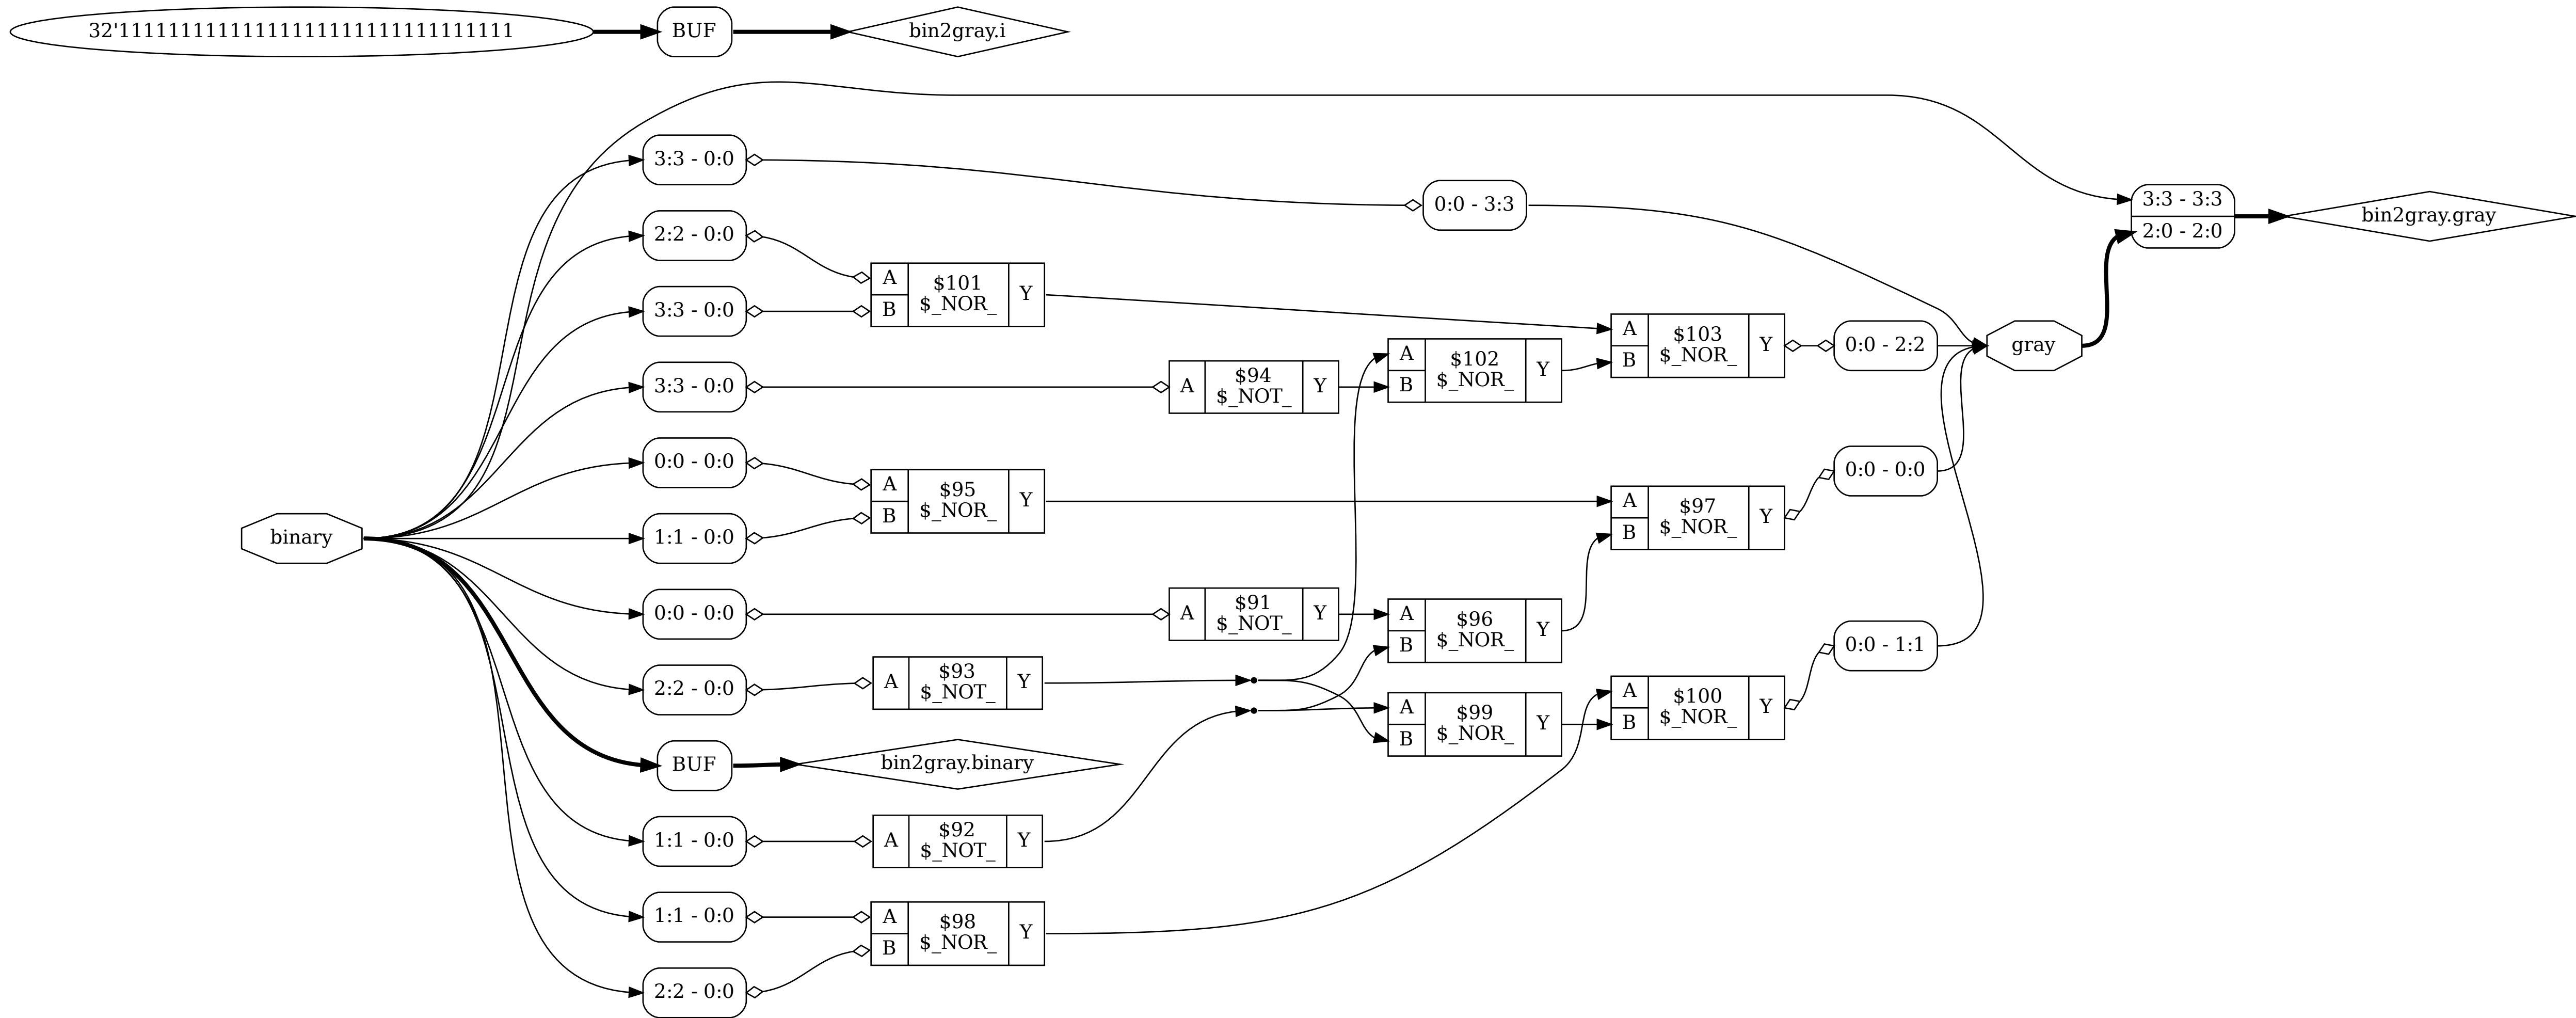 32'11111111111111111111111111111111
BUF
bin2gray.i
3:3 - 0:0
0:0 - 3:3
3:3 - 3:3
2:0 - 2:0
bin2gray.gray
2:2 - 0:0
3:3 - 0:0
A
B
$101
$_NOR_
Y
A
B
$103
$_NOR_
Y
0:0 - 2:2
gray
3:3 - 0:0
A
$94
$_NOT_
Y
A
B
$102
$_NOR_
Y
0:0 - 0:0
A
B
$95
$_NOR_
Y
A
B
$97
$_NOR_
Y
0:0 - 0:0
binary
1:1 - 0:0
0:0 - 0:0
A
$91
$_NOT_
Y
A
B
$96
$_NOR_
Y
0:0 - 1:1
2:2 - 0:0
A
$93
$_NOT_
Y
A
B
$99
$_NOR_
Y
A
B
$100
$_NOR_
Y
BUF
bin2gray.binary
1:1 - 0:0
A
$92
$_NOT_
Y
1:1 - 0:0
A
B
$98
$_NOR_
Y
2:2 - 0:0